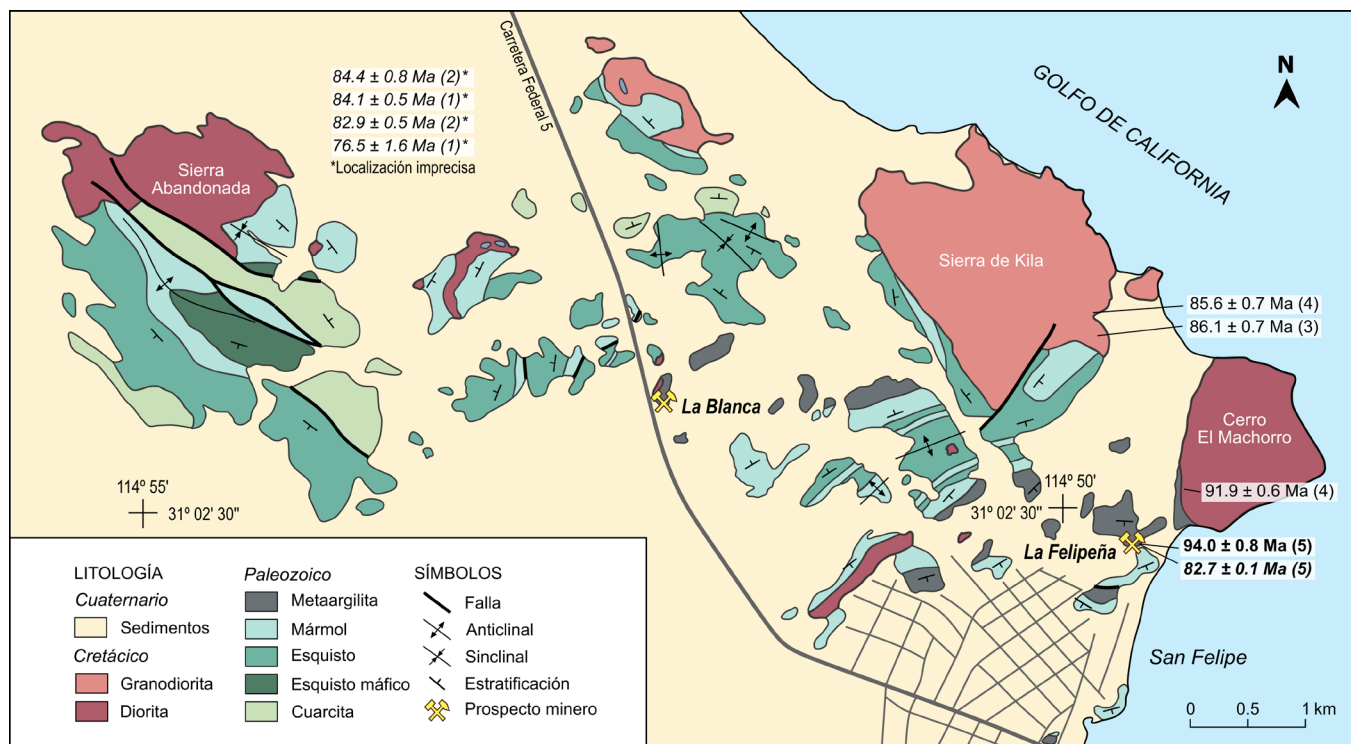 84.4 ± 0.8 Ma (2)*
84.1 ± 0.5 Ma (1)*
82.9 ± 0.5 Ma (2)*
76.5 ± 1.6 Ma (1)*
*Localización imprecisa
Carretera Federal 5
GOLFO DE CALIFORNIA
N
Sierra
Abandonada
Sierra de Kila
85.6 ± 0.7 Ma (4)
86.1 ± 0.7 Ma (3)
La Blanca
Cerro
El Machorro
91.9 ± 0.6 Ma (4)
114º 55'
31º 02' 30"
114º 50'
31º 02' 30"
La Felipeña
94.0 ± 0.8 Ma (5)
82.7 ± 0.1 Ma (5)
San Felipe
0 0.5 1 km
LITOLOGÍA
Cuaternario
Sedimentos
Cretácico
Granodiorita
Diorita
Paleozoico
Metaargilita
Mármol
Esquisto
Esquisto máfico
Cuarcita
SÍMBOLOS
Falla
Anticlinal
Sinclinal
Estratificación
Prospecto minero